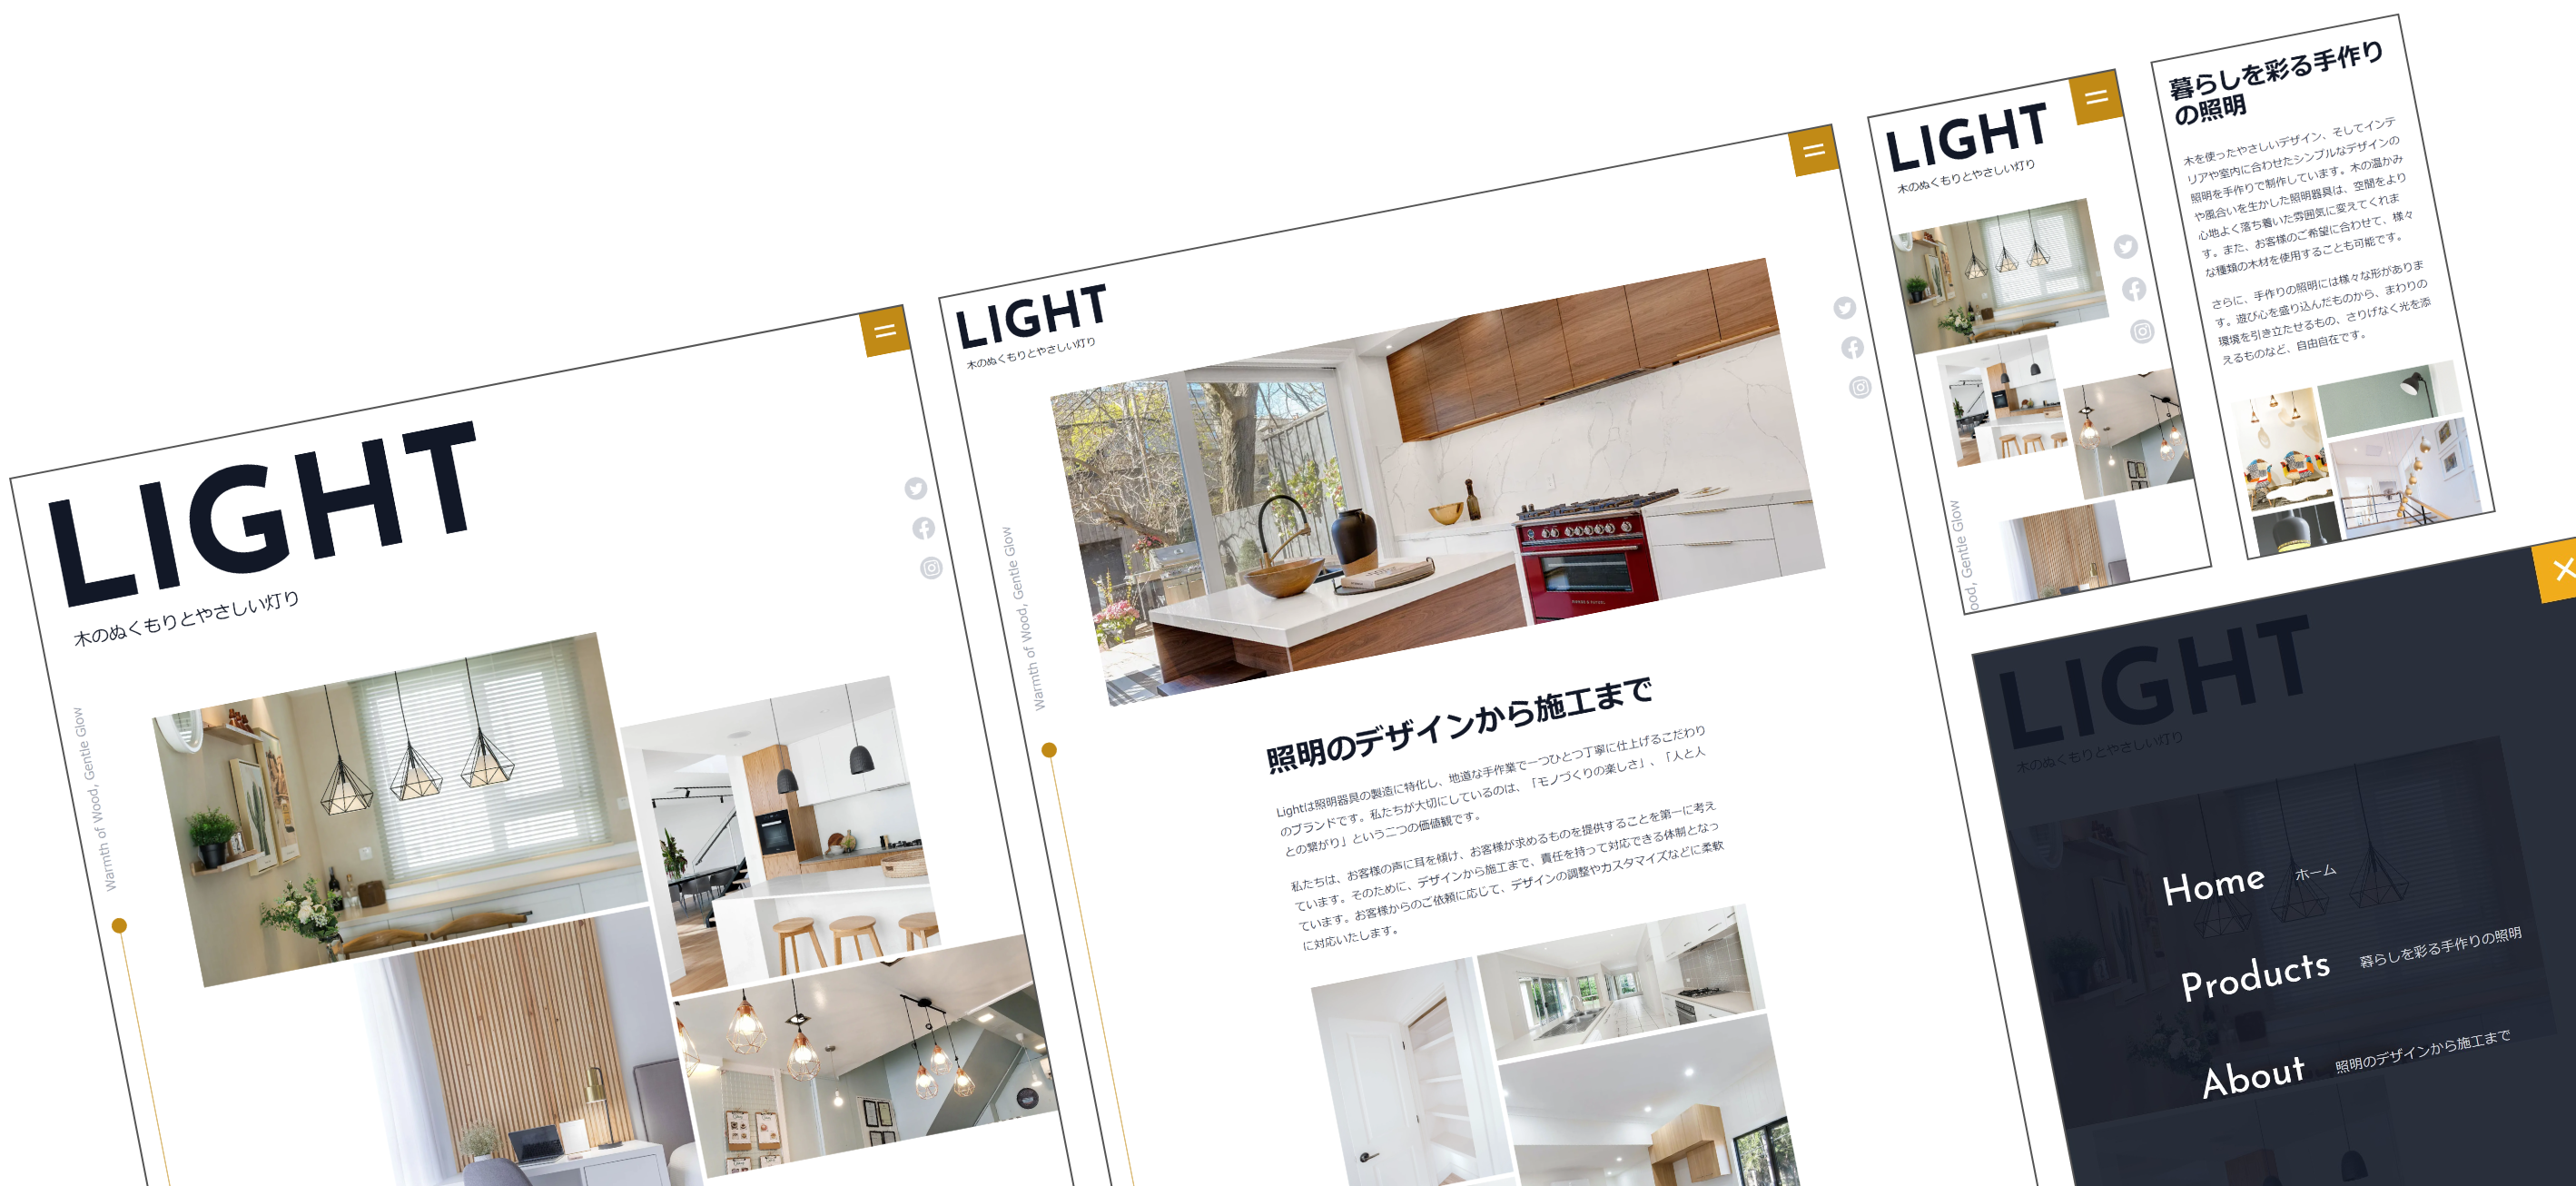 LIGHT
木のぬくもりとやさしい灯り
Warmth of Wood, Gentle Glow
LIGHT
木のぬくもりとやさしい灯り
Warmth of Wood, Gentle Glow
照明のデザインから施工まで
Lightは照明器具の製造に特化し、地道な手作業で一つひとつ丁寧に仕上げるこだわり
のブランドです。私たちが大切にしているのは、「モノづくりの楽しさ」、「人と人
との繋がり」という二つの価値観です。
私たちは、お客様の声に耳を傾け、お客様が求めるものを提供することを第一に考え
ています。そのために、デザインから施工まで、責任を持って対応できる体制となっ
ています。お客様からのご依頼に応じて、デザインの調整やカスタマイズなどに柔軟
に対応いたします。
LIGHT
木のぬくもりとやさしい灯り
ood, Gentle Glow
暮らしを彩る手作り
の照明
木を使ったやさしいデザイン、そしてインテ
リアや室内に合わせたシンプルなデザインの
照明を手作りで制作しています。木の温かみ
や風合いを生かした照明器具は、空間をより
心地よく落ち着いた雰囲気に変えてくれま
す。また、お客様のご希望に合わせて、様々
な種類の木材を使用することも可能です。
さらに、手作りの照明には様々な形がありま
す。遊び心を盛り込んだものから、まわりの
環境を引き立たせるもの、さりげなく光を添
えるものなど、自由自在です。
LIGHT
木のぬくもりとやさしい灯り
Home ホーム
Products 暮らしを彩る手作りの照明
About 照明のデザインから施工まで